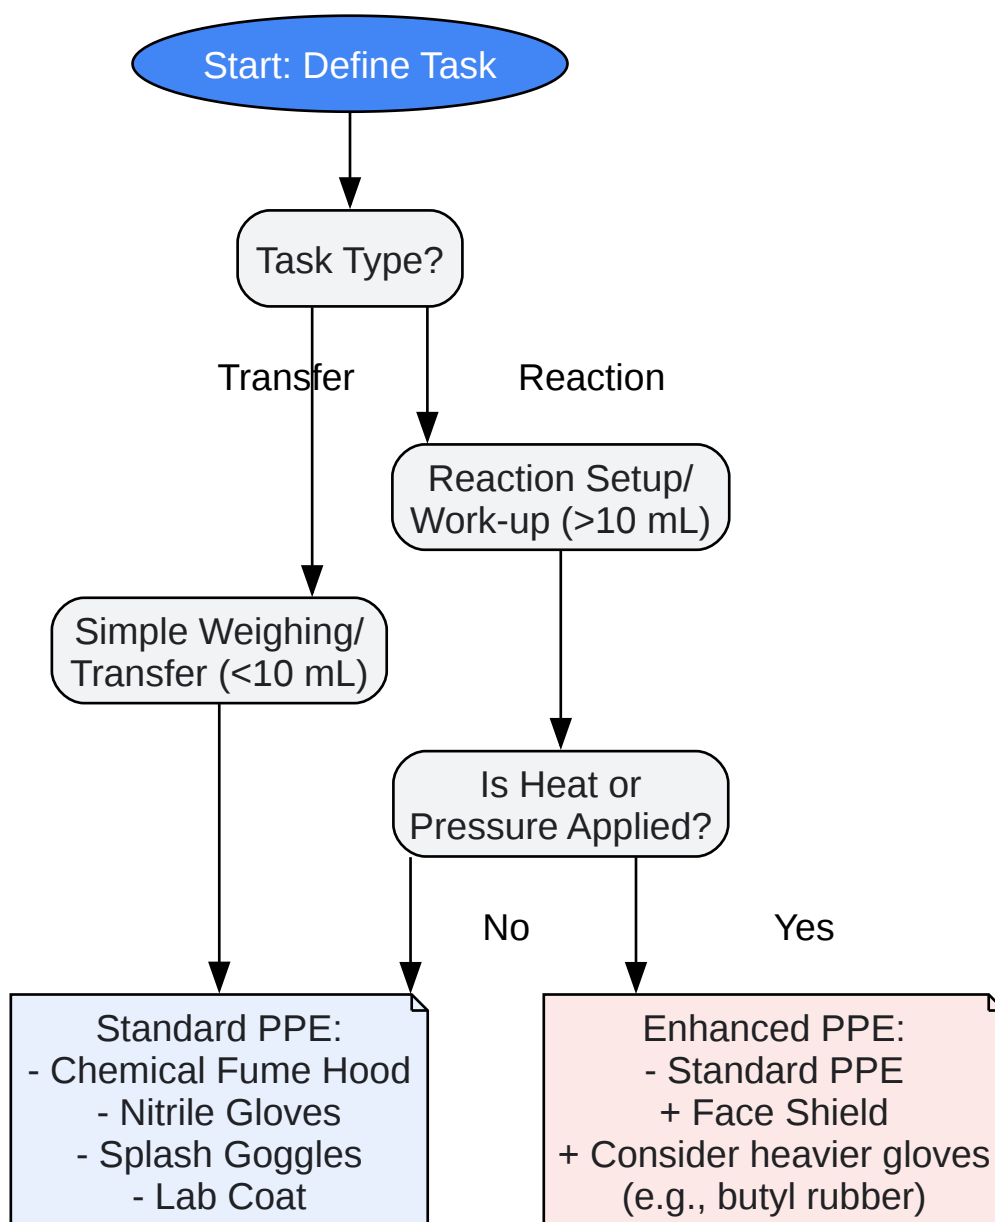 Start: Define Task
Task Type?
Transfer
Reaction
Reaction Setup/
Work-up (>10 mL)
Simple Weighing/
Transfer (<10 mL)
Is Heat or
Pressure Applied?
No
Yes
Standard PPE:
- Chemical Fume Hood
- Nitrile Gloves
- Splash Goggles
- Lab Coat
Enhanced PPE:
- Standard PPE
+ Face Shield
+ Consider heavier gloves
(e.g., butyl rubber)